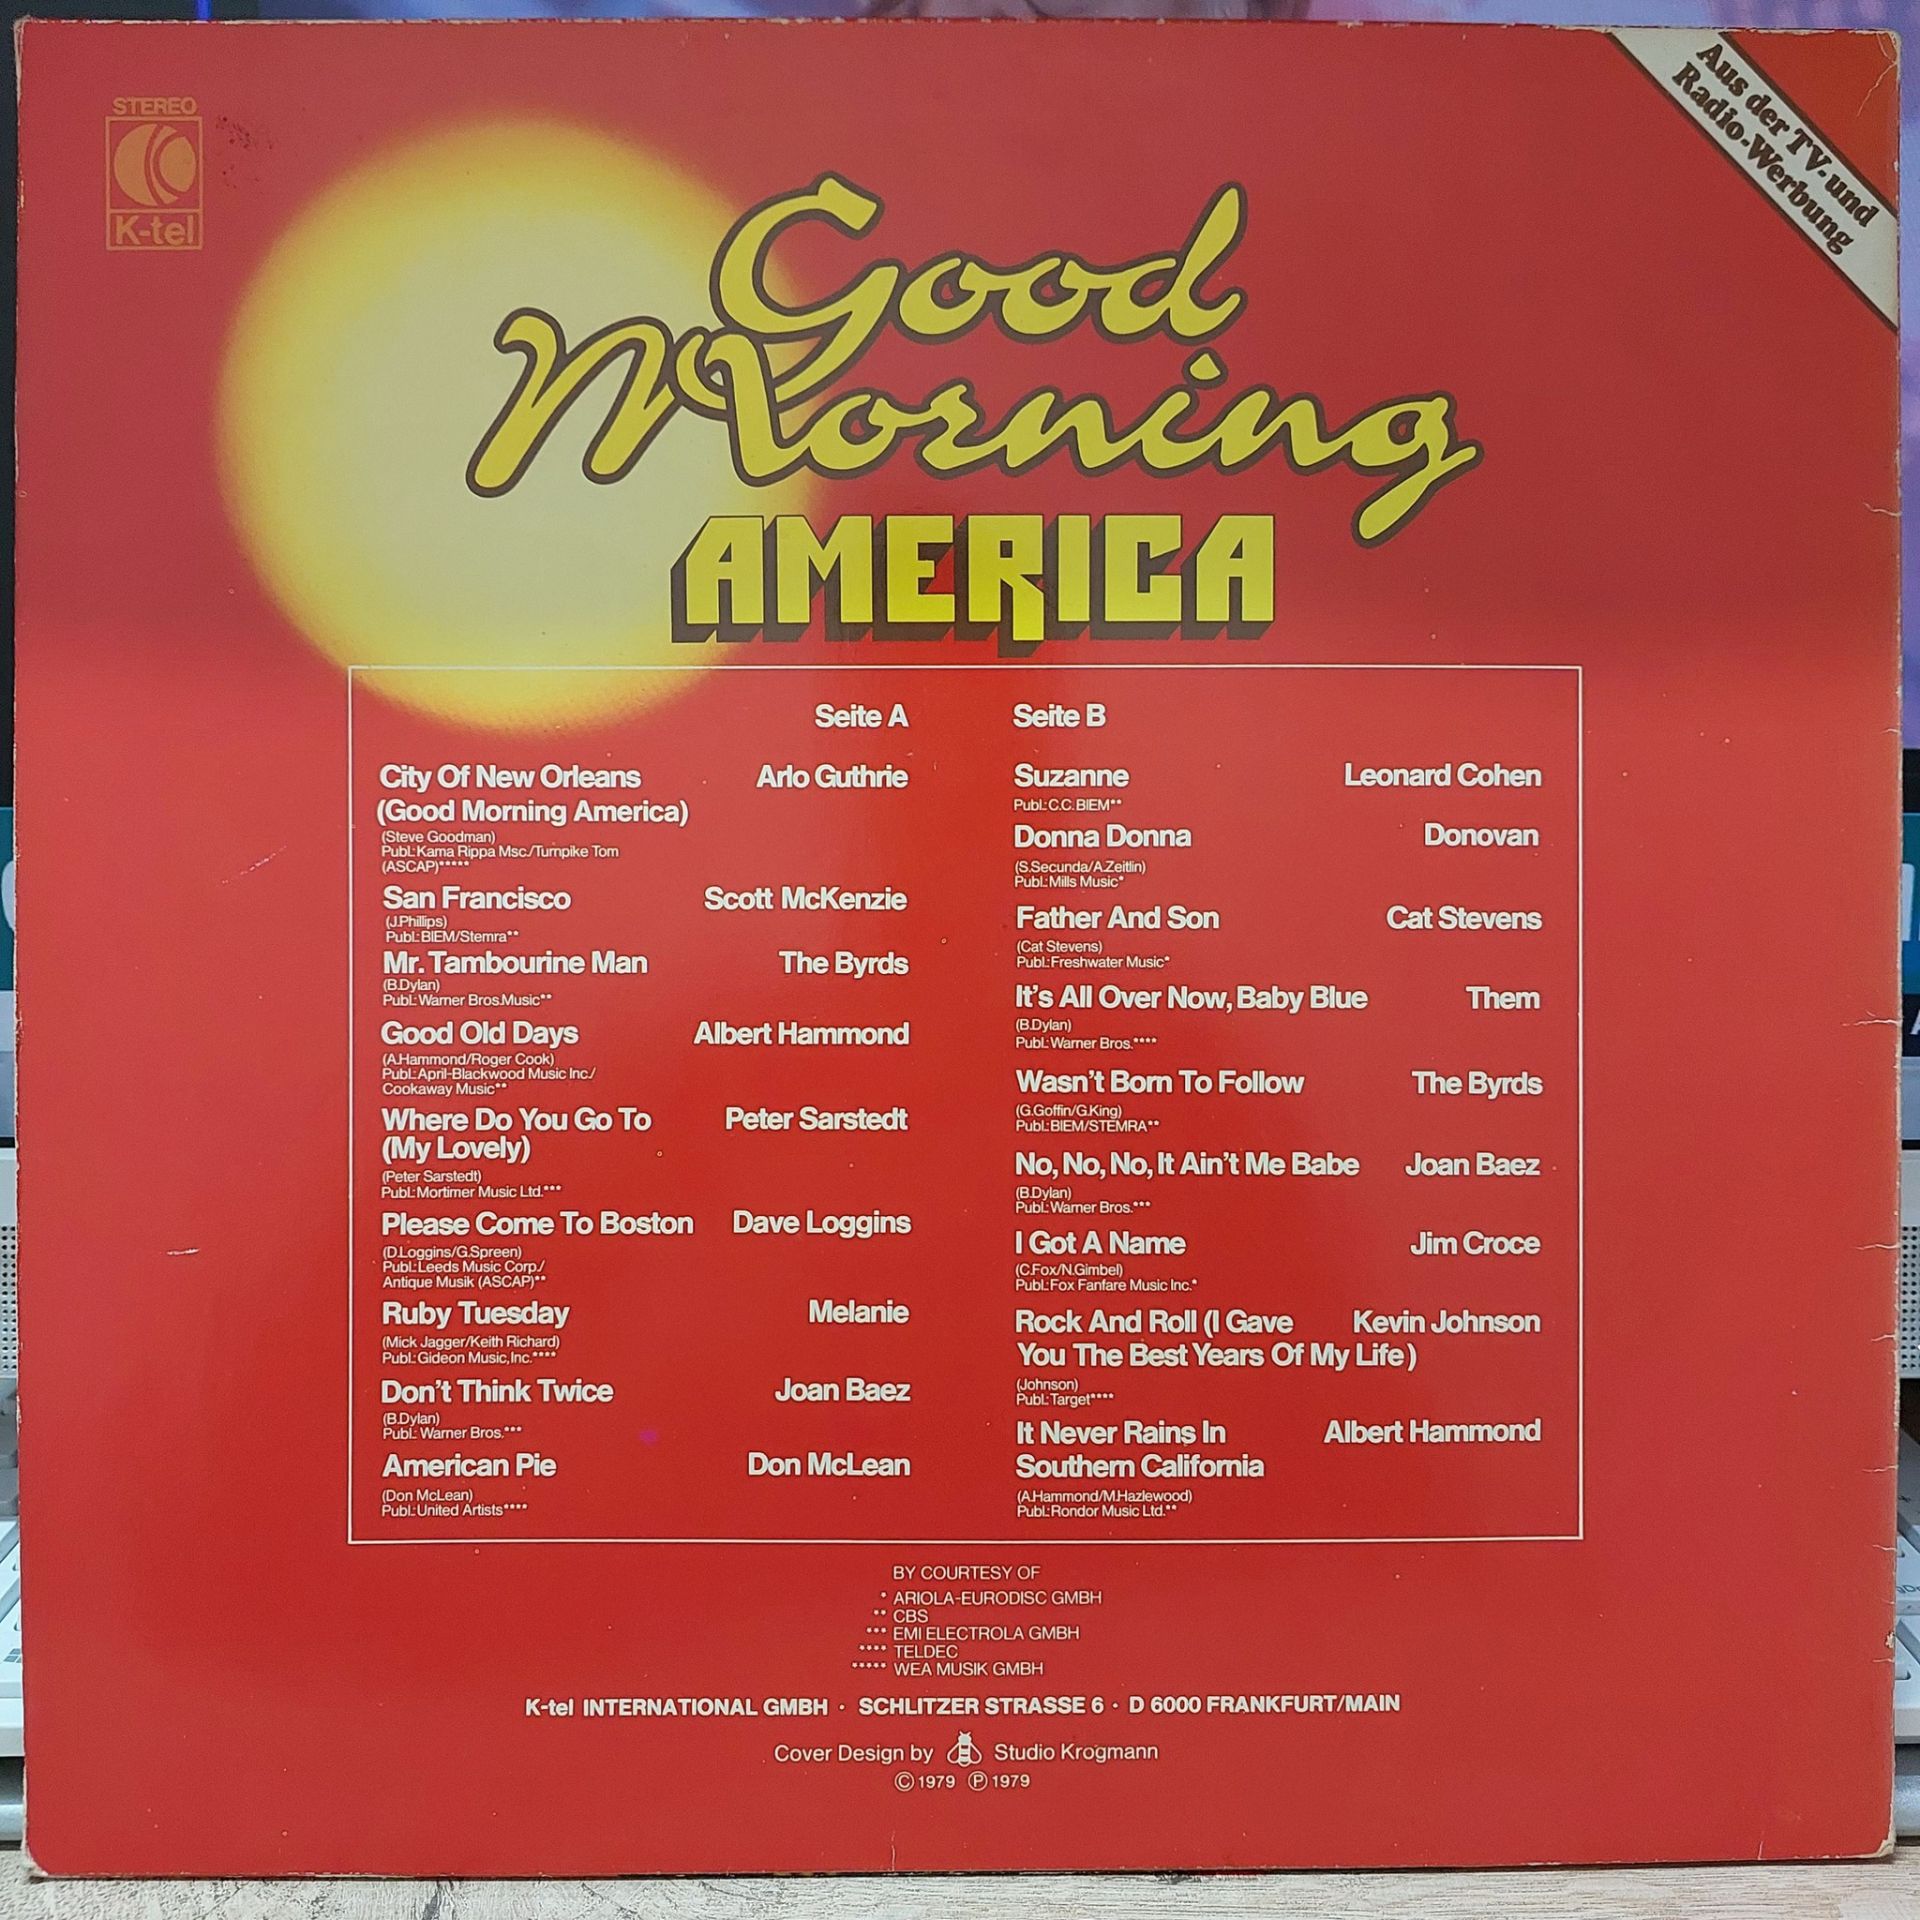 STEREO
K-tel
Aus der TV- und
Radio-Werbung
Good
Morning
AMERICA
Seite A
City Of New Orleans Arlo Guthrie
(Good Morning America)
(Steve Goodman)
Publ.: Kama Rippa Msc./Turnpike Tom
(ASCAP)*****
San Francisco Scott McKenzie
(J.Phillips)
Publ.: BIEM/Stemra**
Mr. Tambourine Man The Byrds
(B.Dylan)
Publ.: Warner Bros.Music**
Good Old Days Albert Hammond
(A.Hammond/Roger Cook)
Publ.: April-Blackwood Music Inc./
Cookaway Music**
Where Do You Go To Peter Sarstedt
(My Lovely)
(Peter Sarstedt)
Publ.: Mortimer Music Ltd.***
Please Come To Boston Dave Loggins
(D.Loggins/G.Spreen)
Publ.: Leeds Music Corp./
Antique Musik (ASCAP)**
Ruby Tuesday Melanie
(Mick Jagger/Keith Richard)
Publ.: Gideon Music, Inc.****
Don't Think Twice Joan Baez
(B.Dylan)
Publ.: Warner Bros.***
American Pie Don McLean
(Don McLean)
Publ.: United Artists****
Seite B
Suzanne Leonard Cohen
Publ.: C.C. BIEM**
Donna Donna Donovan
(S.Secunda/A.Zeitlin)
Publ.: Mills Music*
Father And Son Cat Stevens
(Cat Stevens)
Publ.: Freshwater Music*
It's All Over Now, Baby Blue Them
(B.Dylan)
Publ.: Warner Bros.****
Wasn't Born To Follow The Byrds
(G.Goffin/G.King)
Publ.: BIEM/STEMRA**
No, No, No, It Ain't Me Babe Joan Baez
(B.Dylan)
Publ.: Warner Bros.***
I Got A Name Jim Croce
(C.Fox/N.Gimbel)
Publ.: Fox Fanfare Music Inc.*
Rock And Roll (I Gave Kevin Johnson
You The Best Years Of My Life)
(Johnson)
Publ.: Target****
It Never Rains In Albert Hammond
Southern California
(A.Hammond/M.Hazlewood)
Publ.: Rondor Music Ltd.**
BY COURTESY OF
* ARIOLA-EURODISC GMBH
** CBS
*** EMI ELECTROLA GMBH
**** TELDEC
***** WEA MUSIK GMBH
K-tel INTERNATIONAL GMBH · SCHLITZER STRASSE 6 · D 6000 FRANKFURT/MAIN
Cover Design by Studio Krogmann
© 1979 ℗ 1979